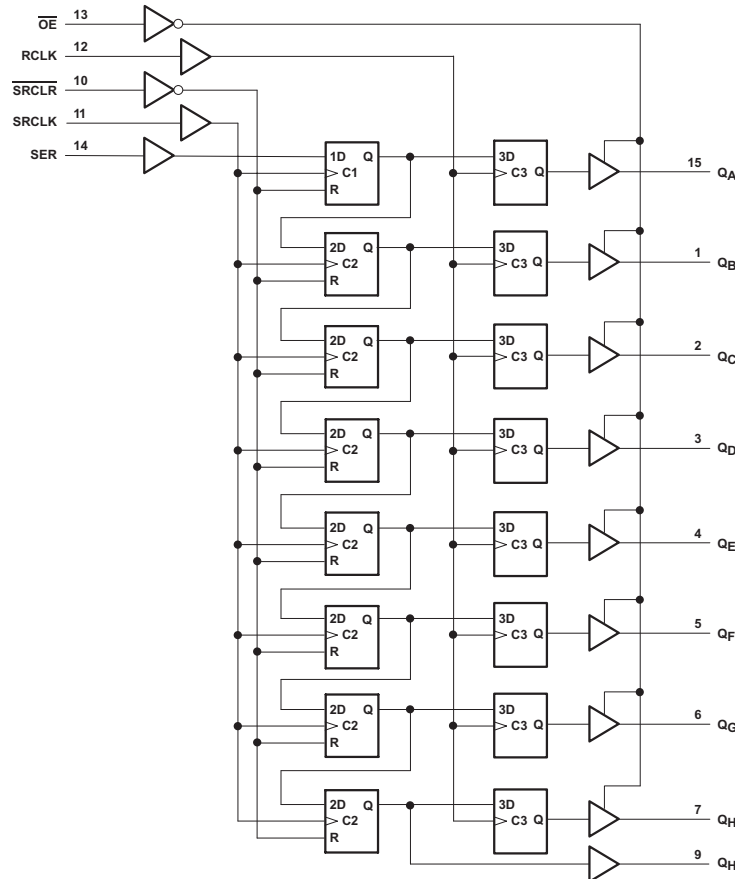 OE 13
RCLK 12
SRCLR 10
SRCLK 11
SER 14
1D Q
C1
R
3D
C3 Q
15 QA
2D Q
C2
R
3D
C3 Q
1 QB
2D Q
C2
R
3D
C3 Q
2 QC
2D Q
C2
R
3D
C3 Q
3 QD
2D Q
C2
R
3D
C3 Q
4 QE
2D Q
C2
R
3D
C3 Q
5 QF
2D Q
C2
R
3D
C3 Q
6 QG
2D Q
C2
R
3D
C3 Q
7 QH
9 QH